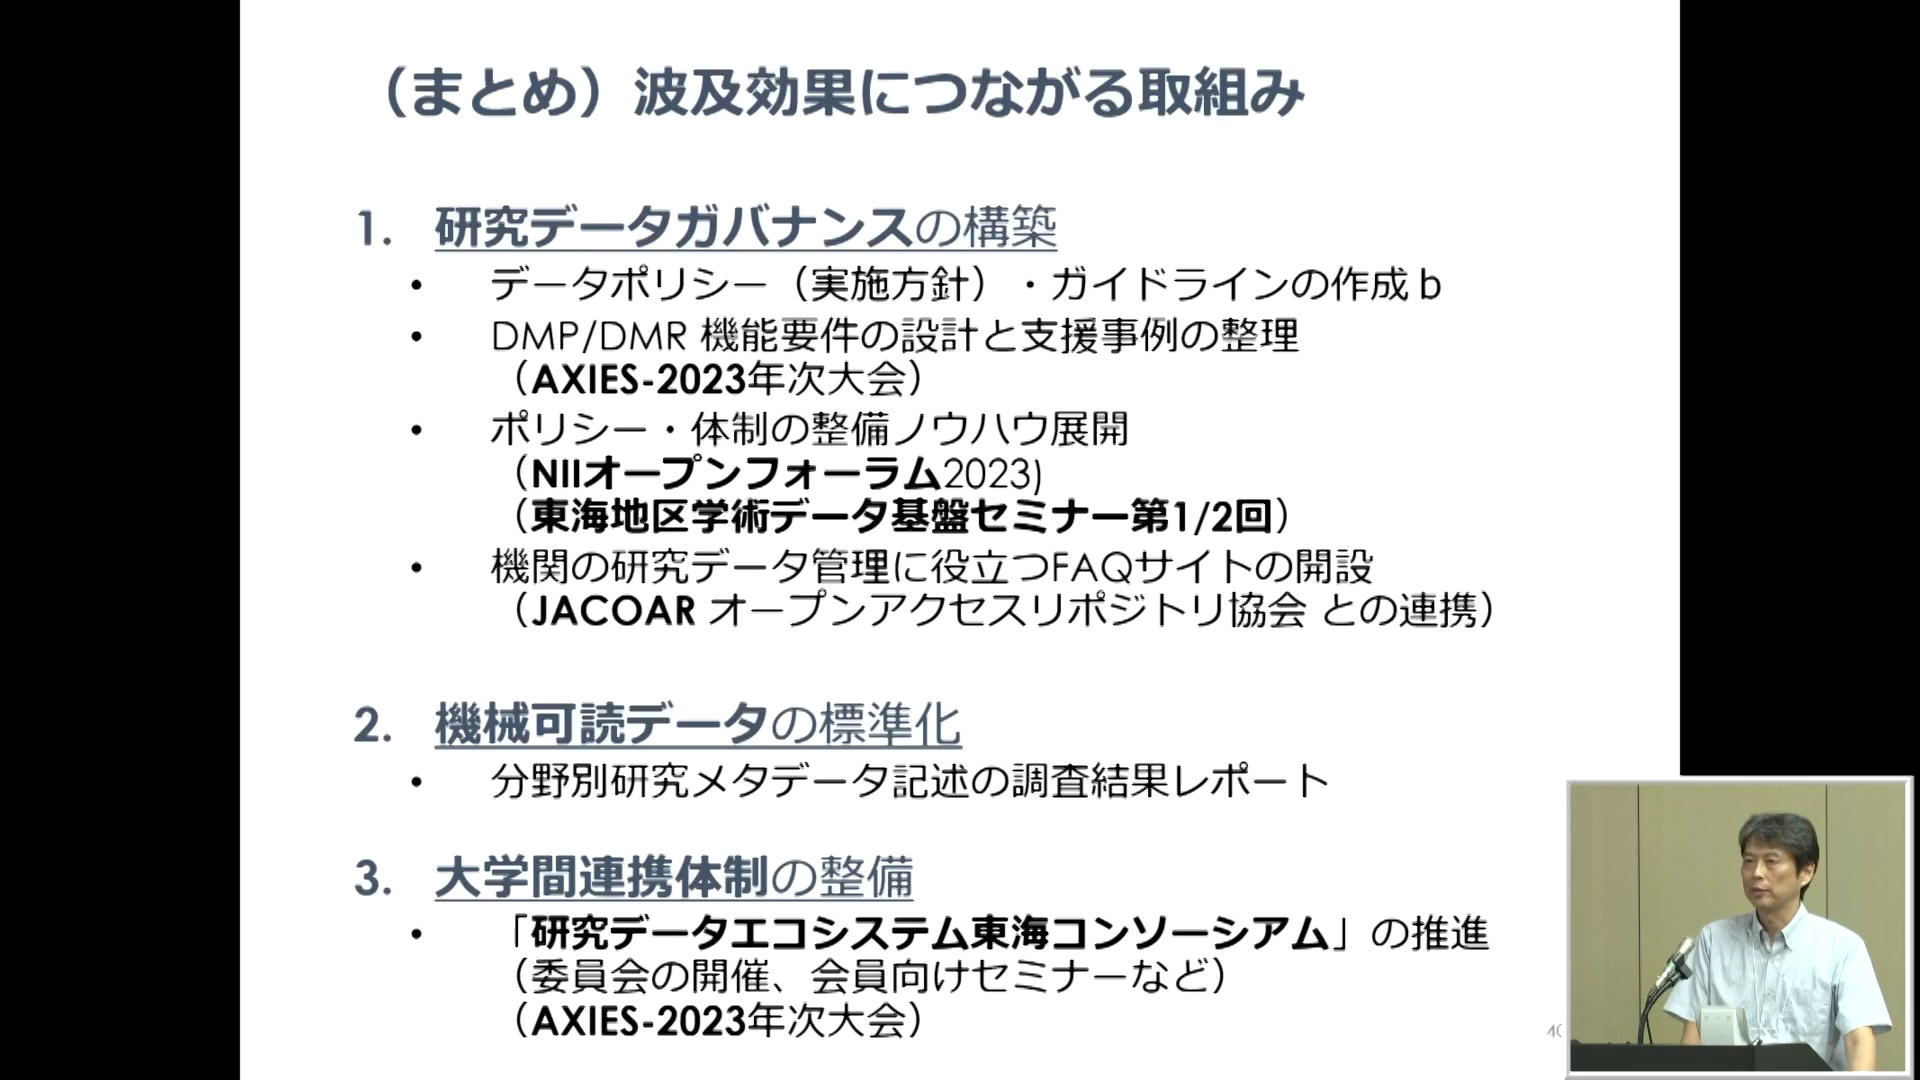 （まとめ）波及効果につながる取組み
1. 研究データガバナンスの構築
• データポリシー（実施方針）・ガイドラインの作成 b
• DMP/DMR 機能要件の設計と支援事例の整理
（AXIES-2023年次大会）
• ポリシー・体制の整備ノウハウ展開
（NIIオープンフォーラム2023)
（東海地区学術データ基盤セミナー第1/2回）
• 機関の研究データ管理に役立つFAQサイトの開設
（JACOAR オープンアクセスリポジトリ協会 との連携）
2. 機械可読データの標準化
• 分野別研究メタデータ記述の調査結果レポート
3. 大学間連携体制の整備
• 「研究データエコシステム東海コンソーシアム」の推進
（委員会の開催、会員向けセミナーなど）
（AXIES-2023年次大会）